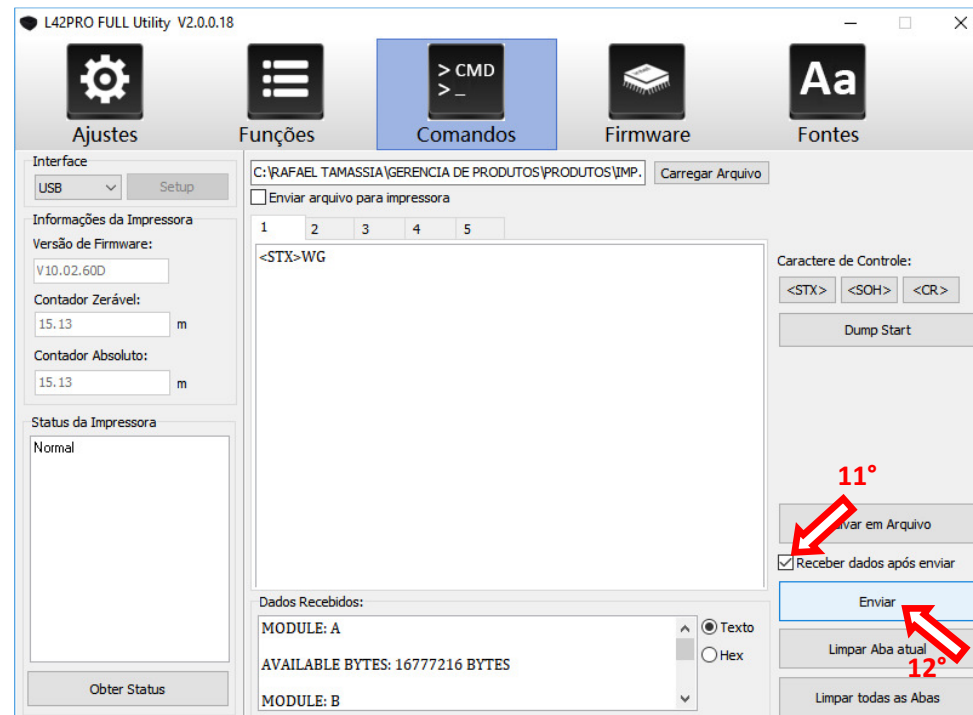 L42PRO FULL Utility V2.0.0.18
> CMD
>_
Aa
Ajustes
Funções
Comandos
Firmware
Fontes
Interface
USB
Setup
Informações da Impressora
Versão de Firmware:
V10.02.60D
Contador Zerável:
15.13 m
Contador Absoluto:
15.13 m
Status da Impressora
Normal
Obter Status
C:\RAFAEL TAMASSIA\GERENCIA DE PRODUTOS\PRODUTOS\IMP.
Carregar Arquivo
Enviar arquivo para impressora
1 2 3 4 5
<STX>WG
Dados Recebidos:
MODULE: A
AVAILABLE BYTES: 16777216 BYTES
MODULE: B
Texto
Hex
Caractere de Controle:
<STX> <SOH> <CR>
Dump Start
11°
em Arquivo
Receber dados após enviar
Enviar
Limpar Aba atual
12°
Limpar todas as Abas